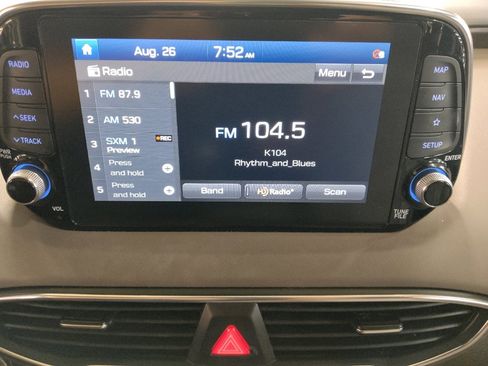 Aug. 26 7:52 AM
Radio Menu
1 FM 87.9
2 AM 530
3 SXM 1 Preview REC
4 Press and hold
5 Press and hold
FM 104.5
K104
Rhythm_and_Blues
Band HD Radio Scan
RADIO
MEDIA
SEEK
TRACK
PWR PUSH
VOL
MAP
NAV
SETUP
ENTER
TUNE
FILE